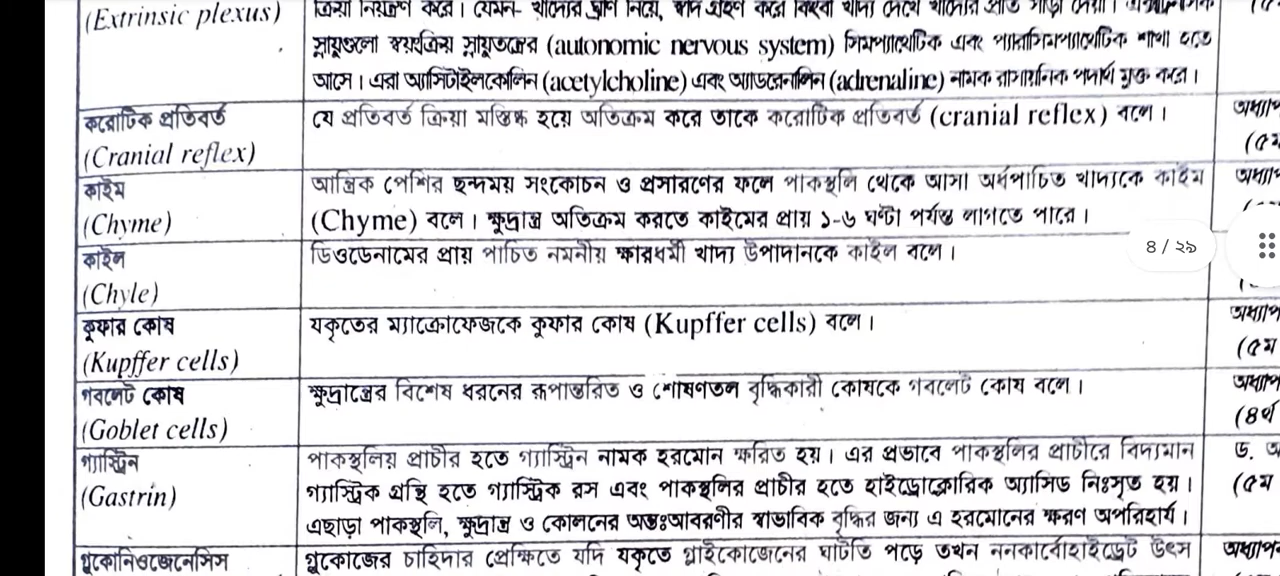 (Extrinsic plexus)
ক্রিয়া নিয়ন্ত্রণ করে। যেমন- খাদ্যের ঘ্রাণ নিয়ে, স্বাদ গ্রহণ করে কিংবা খাদ্য দেখে খাদ্যের প্রতি সাড়া দেয়া।
স্নায়ুগুলো স্বয়ংক্রিয় স্নায়ুতন্ত্রের (autonomic nervous system) সিমপ্যাথেটিক এবং প্যারাসিমপ্যাথেটিক শাখা হতে
আসে। এরা অ্যাসিটাইলকোলিন (acetylcholine) এবং অ্যাডরেনালিন (adrenaline) নামক রাসায়নিক পদার্থ মুক্ত করে।
করোটিক প্রতিবর্ত
(Cranial reflex)
যে প্রতিবর্ত ক্রিয়া মস্তিষ্ক হয়ে অতিক্রম করে তাকে করোটিক প্রতিবর্ত (cranial reflex) বলে।
অধ্যাপ
(৫ম
কাইম
(Chyme)
আন্ত্রিক পেশির ছন্দময় সংকোচন ও প্রসারণের ফলে পাকস্থলি থেকে আসা অর্ধপাচিত খাদ্যকে কাইম
(Chyme) বলে। ক্ষুদ্রান্ত্র অতিক্রম করতে কাইমের প্রায় ১-৬ ঘণ্টা পর্যন্ত লাগতে পারে।
অধ্যাপ
কাইল
(Chyle)
ডিওডেনামের প্রায় পাচিত নমনীয় ক্ষারধর্মী খাদ্য উপাদানকে কাইল বলে।
৪ / ২৯
কুফার কোষ
(Kupffer cells)
যকৃতের ম্যাক্রোফেজকে কুফার কোষ (Kupffer cells) বলে।
অধ্যাপ
(৫ম
গবলেট কোষ
(Goblet cells)
ক্ষুদ্রান্ত্রের বিশেষ ধরনের রূপান্তরিত ও শোষণতল বৃদ্ধিকারী কোষকে গবলেট কোষ বলে।
অধ্যাপ
(৪র্থ
গ্যাস্ট্রিন
(Gastrin)
পাকস্থলিয় প্রাচীর হতে গ্যাস্ট্রিন নামক হরমোন ক্ষরিত হয়। এর প্রভাবে পাকস্থলির প্রাচীরে বিদ্যমান
গ্যাস্ট্রিক গ্রন্থি হতে গ্যাস্ট্রিক রস এবং পাকস্থলির প্রাচীর হতে হাইড্রোক্লোরিক অ্যাসিড নিঃসৃত হয়।
এছাড়া পাকস্থলি, ক্ষুদ্রান্ত্র ও কোলনের অন্তঃআবরণীর স্বাভাবিক বৃদ্ধির জন্য এ হরমোনের ক্ষরণ অপরিহার্য।
ড. অ
(৫ম
গ্লুকোনিওজেনেসিস
গ্লুকোজের চাহিদার প্রেক্ষিতে যদি যকৃতে গ্লাইকোজেনের ঘাটতি পড়ে তখন ননকার্বোহাইড্রেট উৎস
অধ্যাপ